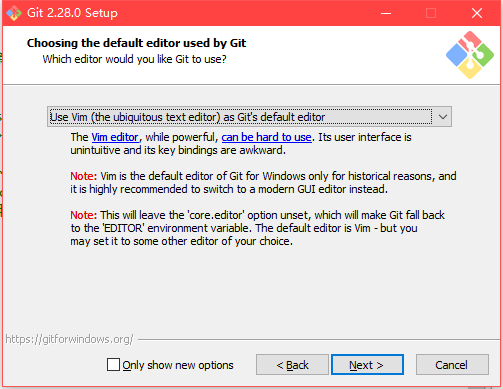 Git 2.28.0 Setup
Choosing the default editor used by Git
Which editor would you like Git to use?
Use Vim (the ubiquitous text editor) as Git's default editor
The Vim editor, while powerful, can be hard to use. Its user interface is
unintuitive and its key bindings are awkward.
Note: Vim is the default editor of Git for Windows only for historical reasons, and
it is highly recommended to switch to a modern GUI editor instead.
Note: This will leave the 'core.editor' option unset, which will make Git fall back
to the 'EDITOR' environment variable. The default editor is Vim - but you
may set it to some other editor of your choice.
https://gitforwindows.org/
Only show new options
< Back
Next >
Cancel